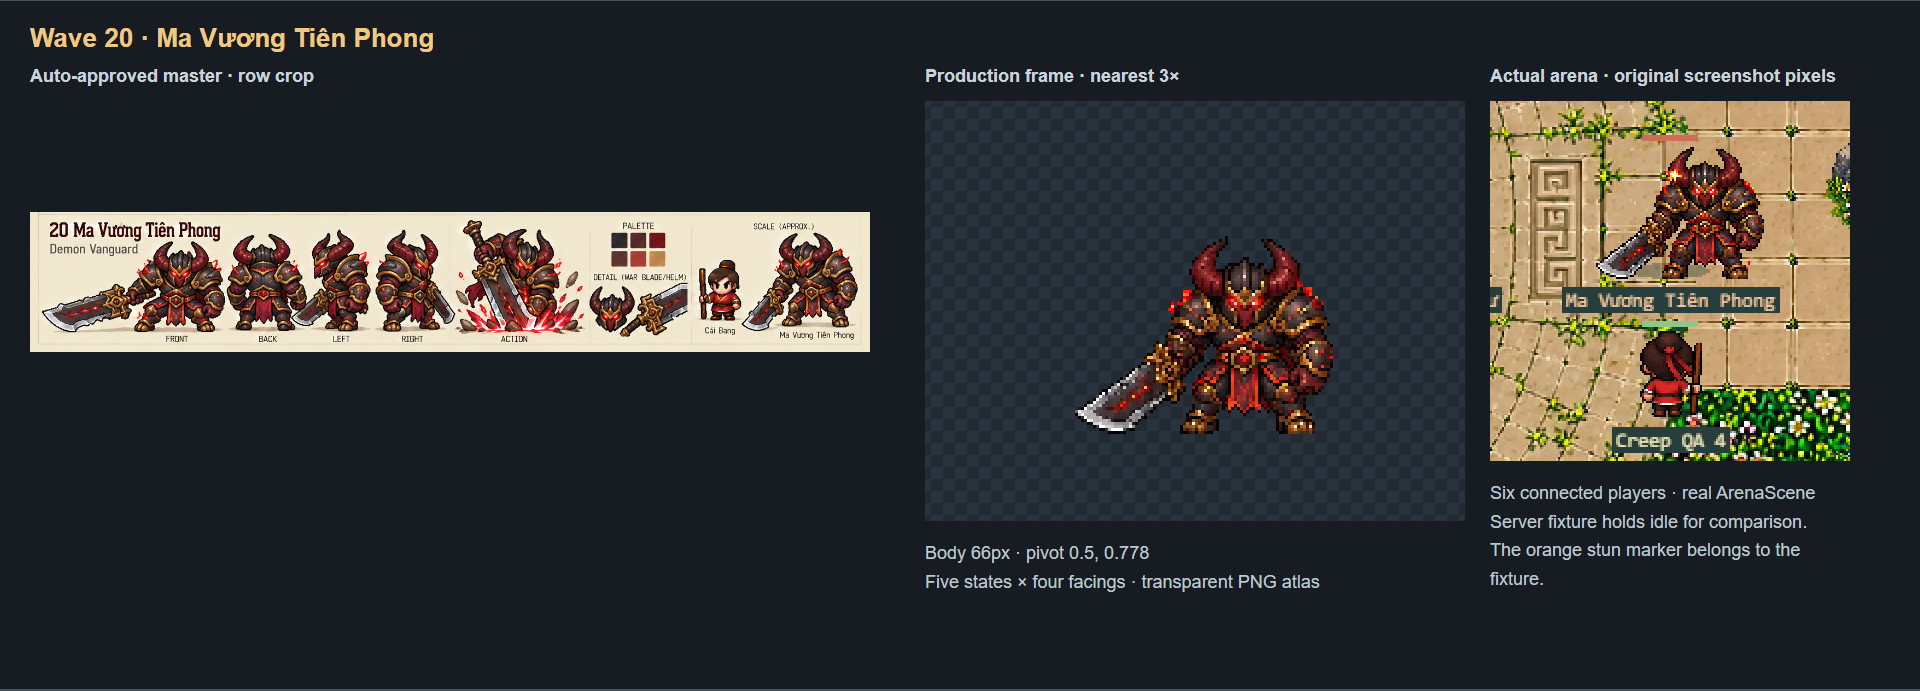 Wave 20 · Ma Vương Tiên Phong
Auto-approved master · row crop
20 Ma Vương Tiên Phong
Demon Vanguard
FRONT
BACK
LEFT
RIGHT
ACTION
PALETTE
DETAIL (WAR BLADE/HELM)
SCALE (APPROX.)
Cái Bang
Ma Vương Tiên Phong
Production frame · nearest 3×
Body 66px · pivot 0.5, 0.778
Five states × four facings · transparent PNG atlas
Actual arena · original screenshot pixels
Ma Vương Tiên Phong
Creep QA 4
Six connected players · real ArenaScene
Server fixture holds idle for comparison.
The orange stun marker belongs to the
fixture.